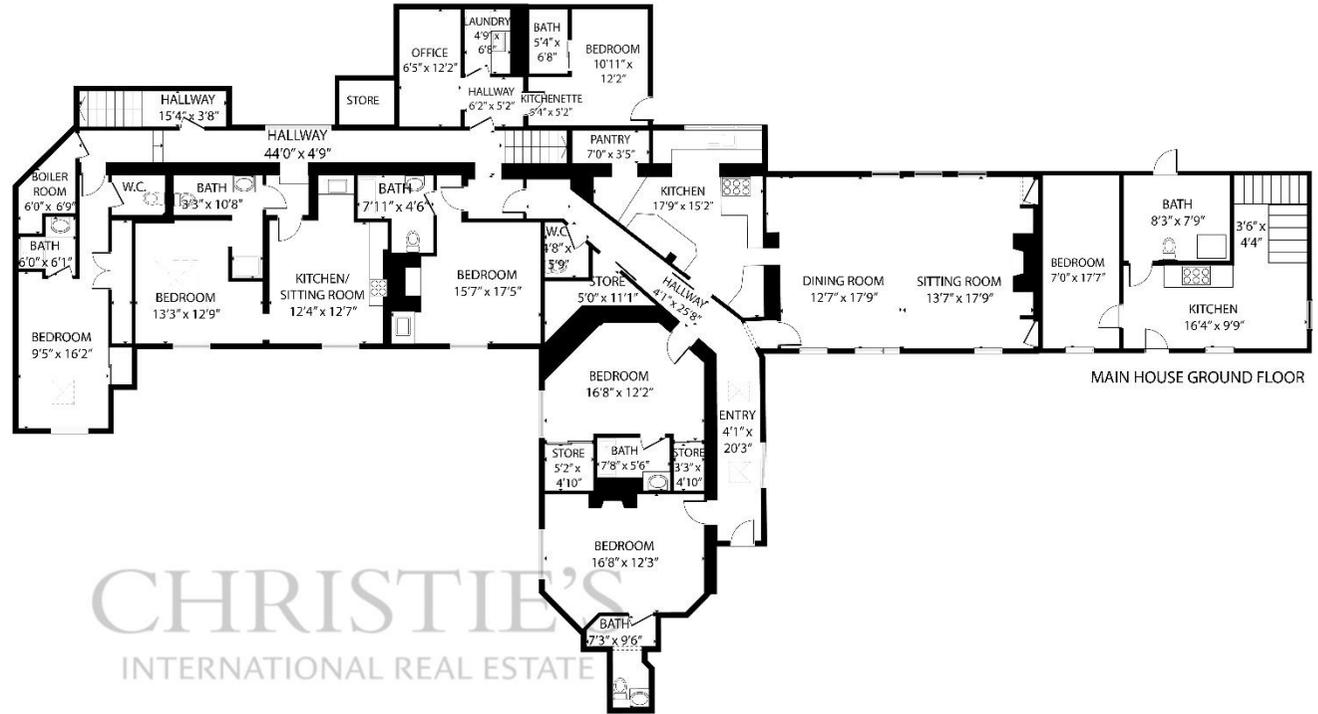 LAUNDRY
4'9" x
6'8"
BATH
5'4" x
6'8"
OFFICE
6'5" x 12'2"
BEDROOM
10'11" x
12'2"
STORE
HALLWAY
15'4" x 3'8"
HALLWAY
6'2" x 5'2"
KITCHENETTE
5'4" x 5'2"
HALLWAY
44'0" x 4'9"
PANTRY
7'0" x 3'5"
BOILER
ROOM
6'0" x 6'9"
W.C.
BATH
3'3" x 10'8"
BATH
7'11" x 4'6"
KITCHEN
17'9" x 15'2"
BATH
6'0" x 6'1"
W.C.
4'8" x
5'9"
BATH
8'3" x 7'9"
3'6" x
4'4"
BEDROOM
13'3" x 12'9"
KITCHEN/
SITTING ROOM
12'4" x 12'7"
BEDROOM
15'7" x 17'5"
STORE
5'0" x 11'1"
HALLWAY
4'1" x 25'8"
DINING ROOM
12'7" x 17'9"
SITTING ROOM
13'7" x 17'9"
BEDROOM
7'0" x 17'7"
KITCHEN
16'4" x 9'9"
BEDROOM
9'5" x 16'2"
BEDROOM
16'8" x 12'2"
MAIN HOUSE GROUND FLOOR
ENTRY
4'1" x
20'3"
STORE
5'2" x
4'10"
BATH
7'8" x 5'6"
STORE
3'3" x
4'10"
BEDROOM
16'8" x 12'3"
BATH
7'3" x 9'6"
CHRISTIE'S
INTERNATIONAL REAL ESTATE